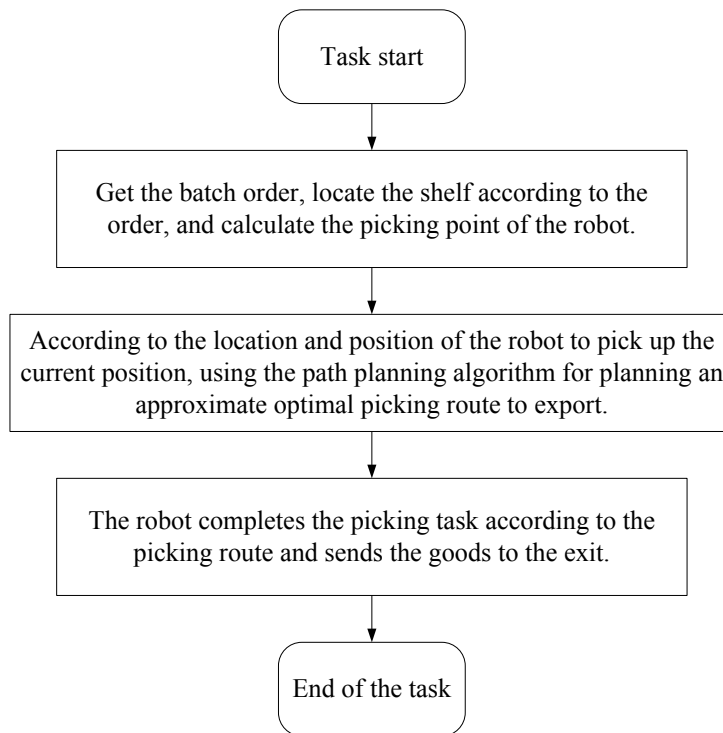 Task start
Get the batch order, locate the shelf according to the
order, and calculate the picking point of the robot.
According to the location and position of the robot to pick up the
current position, using the path planning algorithm for planning an
approximate optimal picking route to export.
The robot completes the picking task according to the
picking route and sends the goods to the exit.
End of the task